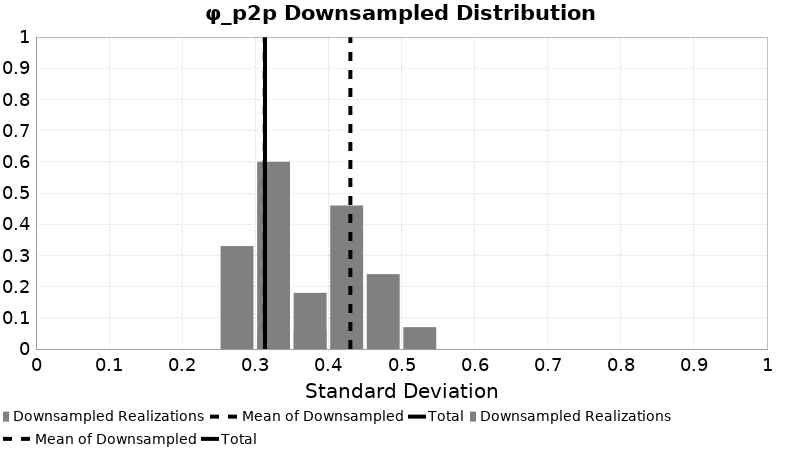 φ_p2p Downsampled Distribution
1
0.9
0.8
0.7
0.6
0.5
0.4
0.3
0.2
0.1
0
0 0.1 0.2 0.3 0.4 0.5 0.6 0.7 0.8 0.9 1
Standard Deviation
Downsampled Realizations Mean of Downsampled Total Downsampled Realizations
Mean of Downsampled Total